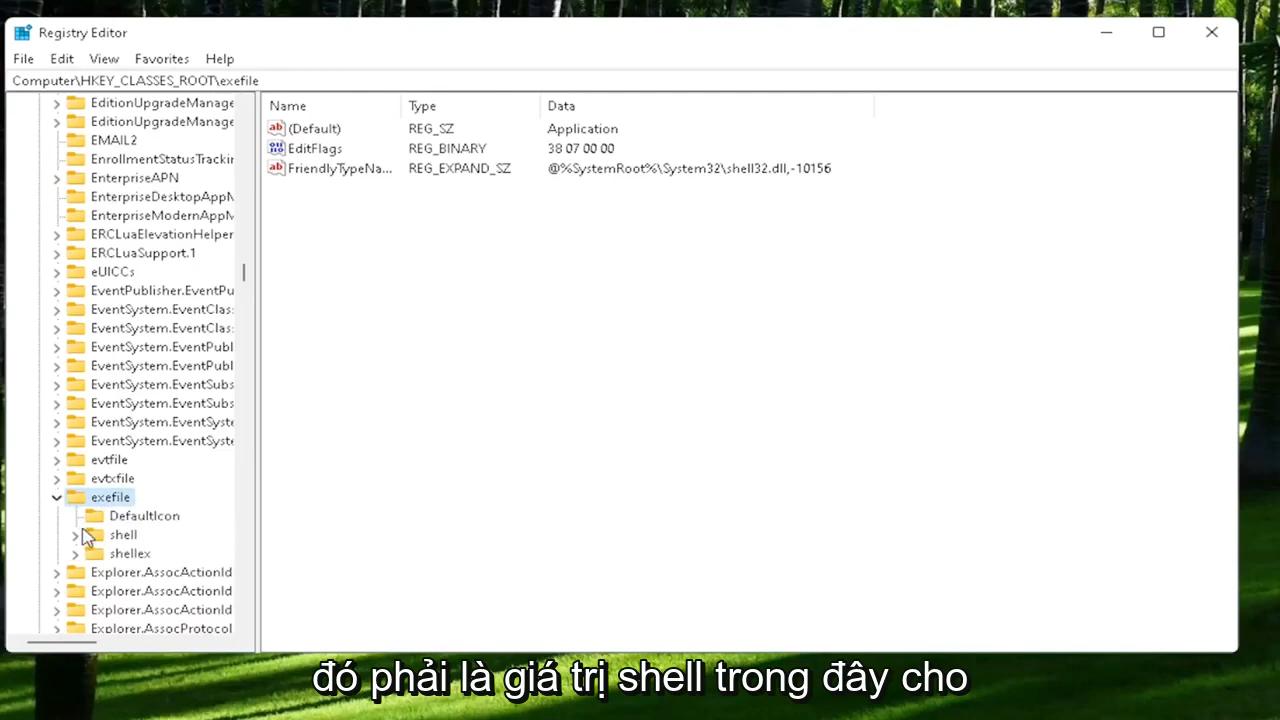 Registry Editor
File Edit View Favorites Help
Computer\HKEY_CLASSES_ROOT\exefile
EditionUpgradeManage
EditionUpgradeManage
EMAIL2
EnrollmentStatusTrackin
EnterpriseAPN
EnterpriseDesktopAppM
EnterpriseModernAppM
ERCLuaElevationHelper
ERCLuaSupport.1
eUICCs
EventPublisher.EventPu
EventSystem.EventClas
EventSystem.EventClas
EventSystem.EventPubl
EventSystem.EventPubl
EventSystem.EventSubs
EventSystem.EventSubs
EventSystem.EventSyste
EventSystem.EventSyste
evtfile
evtxfile
exefile
DefaultIcon
shell
shellex
Explorer.AssocActionId
Explorer.AssocActionId
Explorer.AssocActionId
Explorer.AssocProtocol
Name Type Data
(Default) REG_SZ Application
EditFlags REG_BINARY 38 07 00 00
FriendlyTypeNa... REG_EXPAND_SZ @%SystemRoot%\System32\shell32.dll,-10156
đó phải là giá trị shell trong đây cho